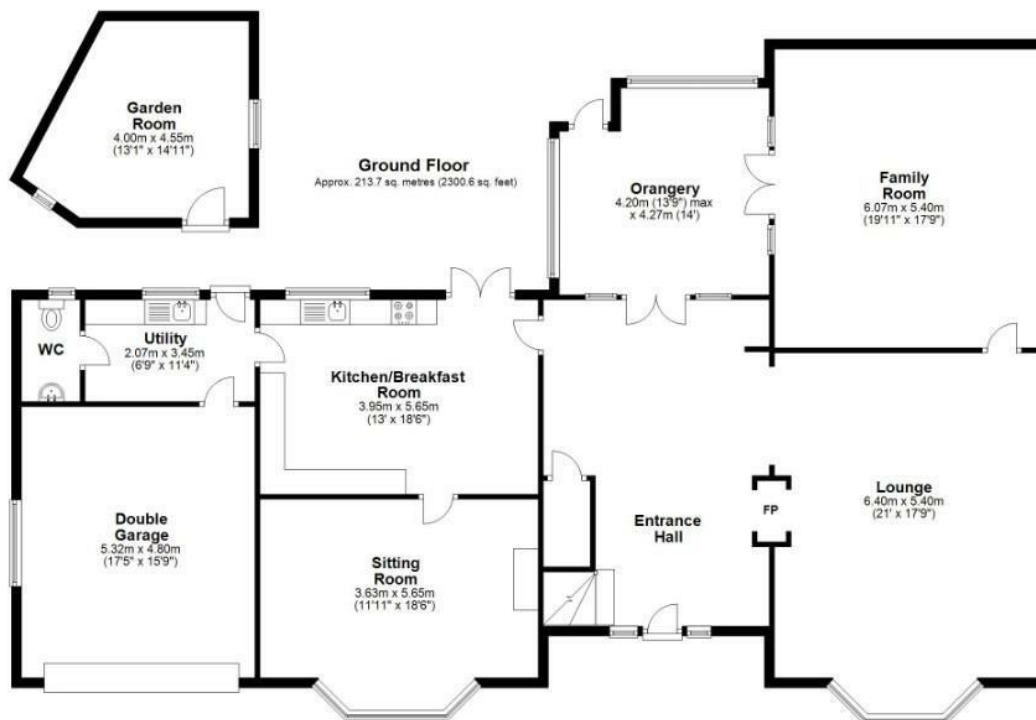 Garden
Room
4.00m x 4.55m
(13'1" x 14'11")
Ground Floor
Approx. 213.7 sq. metres (2300.6 sq. feet)
Orangery
4.20m (13'9") max
x 4.27m (14')
Family
Room
6.07m x 5.40m
(19'11" x 17'9")
WC
Utility
2.07m x 3.45m
(6'9" x 11'4")
Kitchen/Breakfast
Room
3.95m x 5.65m
(13' x 18'6")
Double
Garage
5.32m x 4.80m
(17'5" x 15'9")
Sitting
Room
3.63m x 5.65m
(11'11" x 18'6")
Entrance
Hall
FP
Lounge
6.40m x 5.40m
(21' x 17'9")